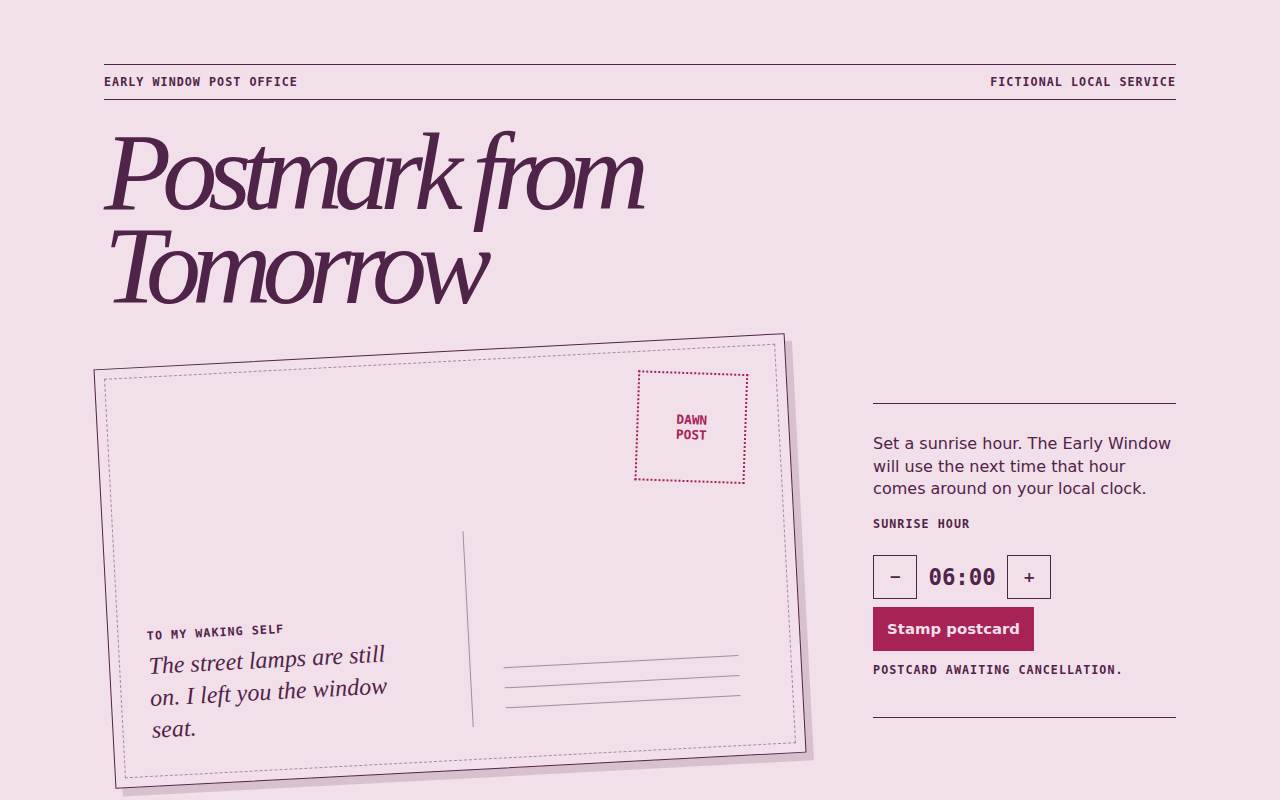 EARLY WINDOW POST OFFICE
FICTIONAL LOCAL SERVICE
Postmark from
Tomorrow
DAWN
POST
TO MY WAKING SELF
The street lamps are still
on. I left you the window
seat.
Set a sunrise hour. The Early Window
will use the next time that hour
comes around on your local clock.
SUNRISE HOUR
− 06:00 +
Stamp postcard
POSTCARD AWAITING CANCELLATION.